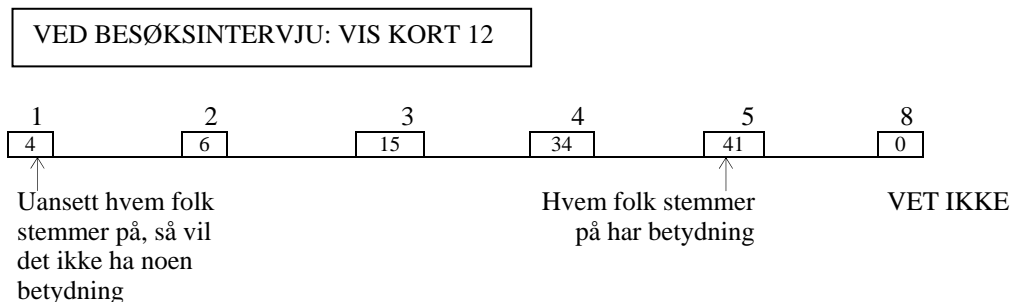 VED BESØKSINTERVJU: VIS KORT 12
1 2 3 4 5 8
4 6 15 34 41 0
Uansett hvem folk
stemmer på, så vil
det ikke ha noen
betydning
Hvem folk stemmer
på har betydning
VET IKKE